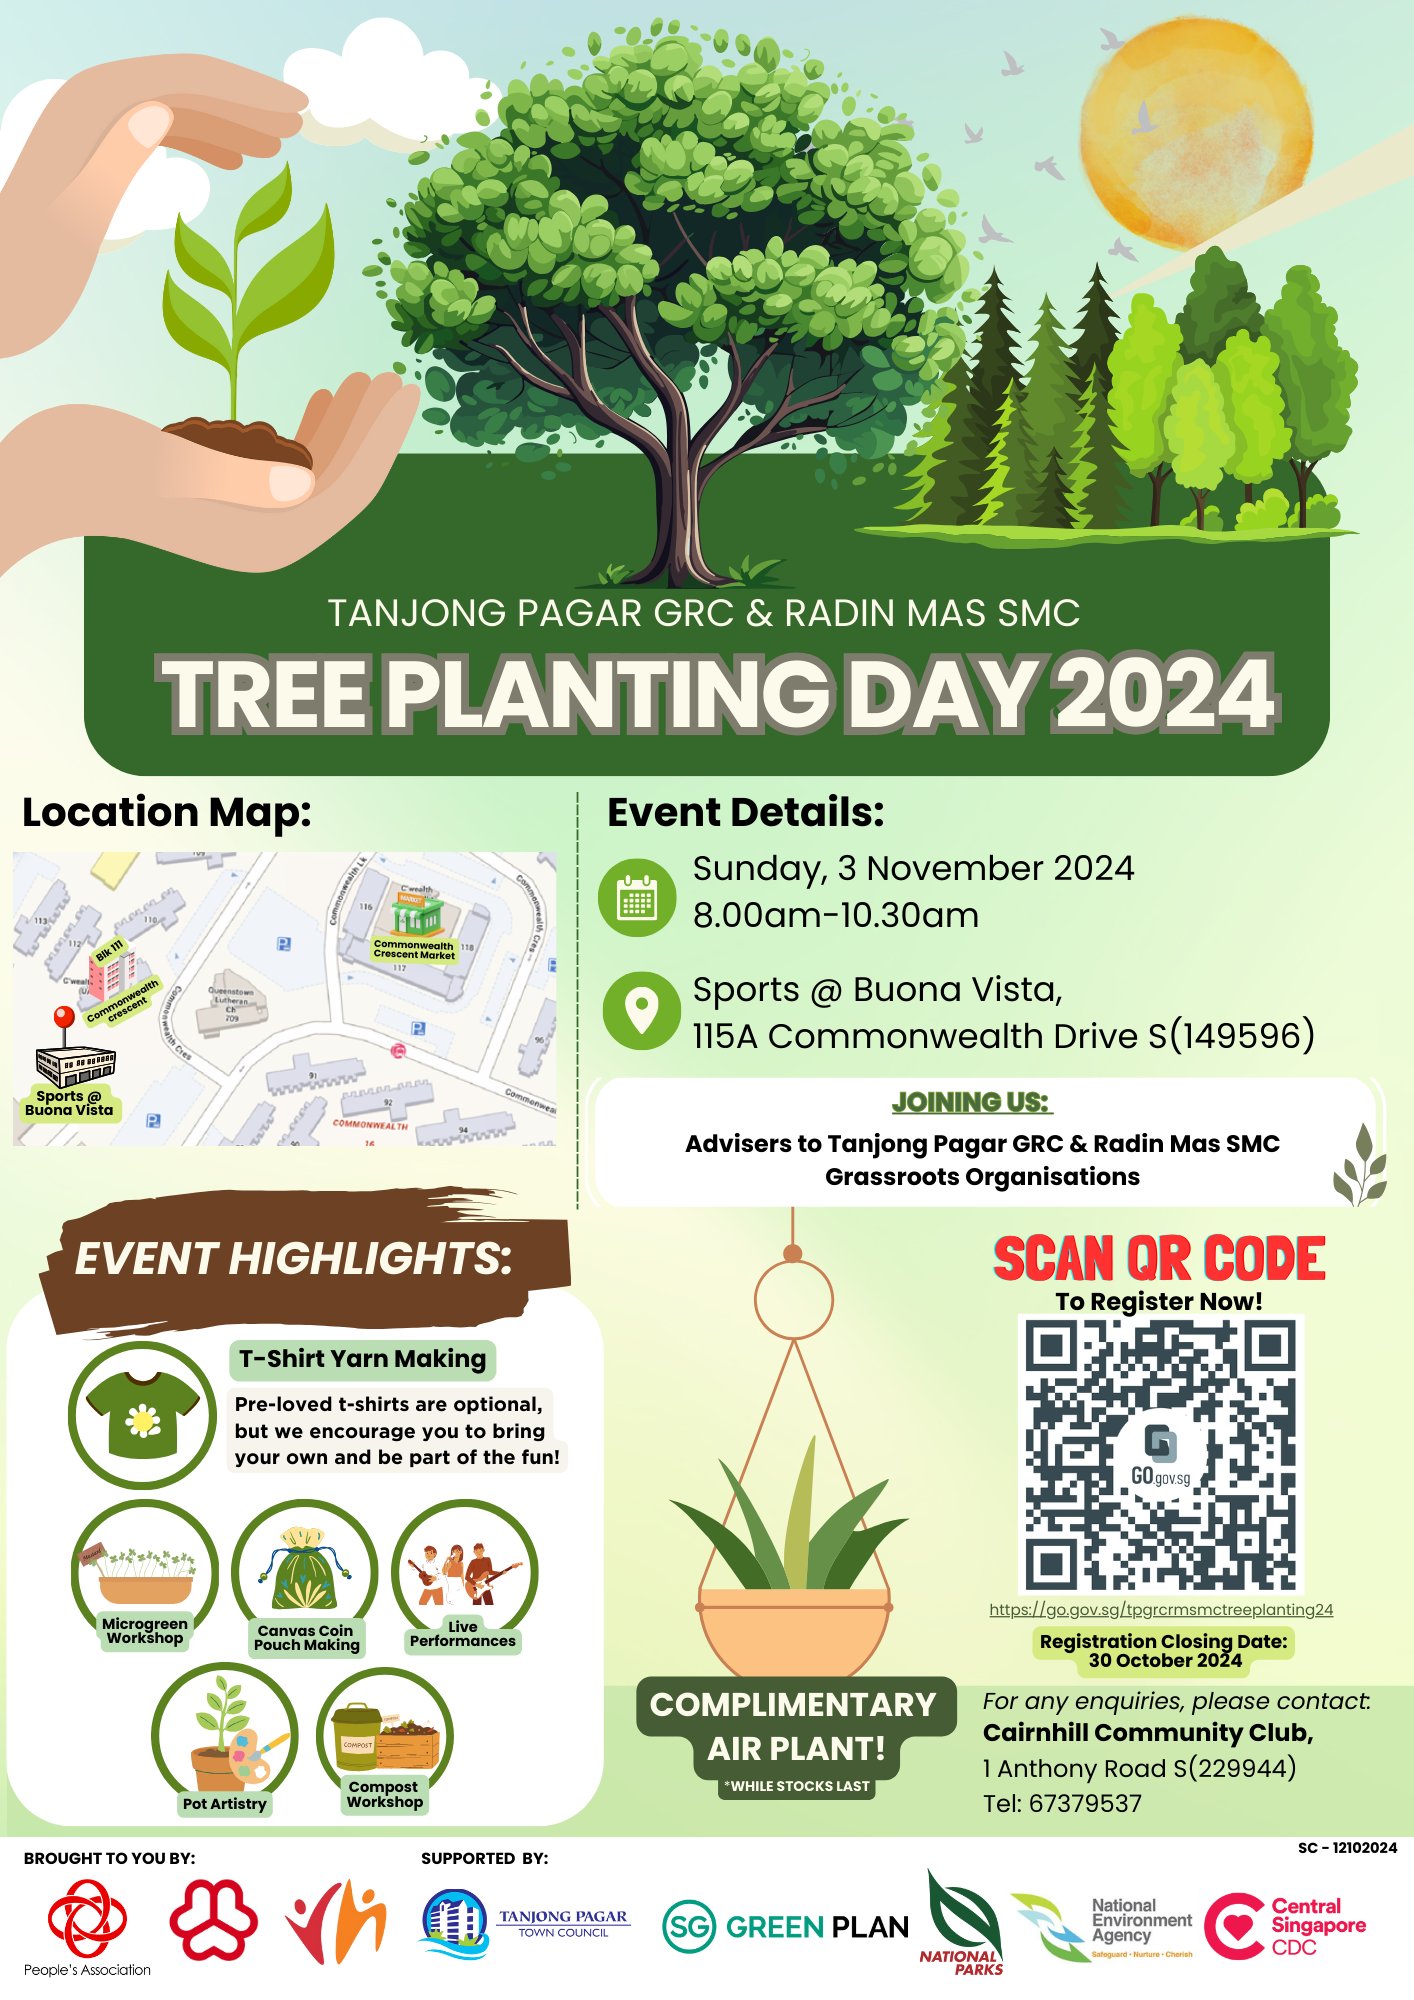 TANJONG PAGAR GRC & RADIN MAS SMC
TREE PLANTING DAY 2024
Location Map:
113
112
110
109
Blk 111
Commonwealth
crescent
Sports @
Buona Vista
Commonwealth Cres
Queenstown
Lutheran
Ch
709
Commonwealth Lk
116
C'wealth
MARKET
Commonwealth
Crescent Market
118
117
Commonwealth Cres
96
91
92
94
COMMONWEALTH
16
Event Details:
Sunday, 3 November 2024
8.00am-10.30am
Sports @ Buona Vista,
115A Commonwealth Drive S(149596)
JOINING US:
Advisers to Tanjong Pagar GRC & Radin Mas SMC
Grassroots Organisations
EVENT HIGHLIGHTS:
T-Shirt Yarn Making
Pre-loved t-shirts are optional,
but we encourage you to bring
your own and be part of the fun!
Microgreen
Workshop
Canvas Coin
Pouch Making
Live
Performances
Pot Artistry
COMPOST
Compost
Workshop
COMPLIMENTARY
AIR PLANT!
*WHILE STOCKS LAST
SCAN QR CODE
To Register Now!
GO.gov.sg
https://go.gov.sg/tpgrcrmsmctreeplanting24
Registration Closing Date:
30 October 2024
For any enquiries, please contact:
Cairnhill Community Club,
1 Anthony Road S(229944)
Tel: 67379537
SC - 12102024
BROUGHT TO YOU BY:
People's Association
SUPPORTED BY:
TANJONG PAGAR
TOWN COUNCIL
SG GREEN PLAN
NATIONAL
PARKS
National
Environment
Agency
Safeguard · Nurture · Cherish
Central
Singapore
CDC